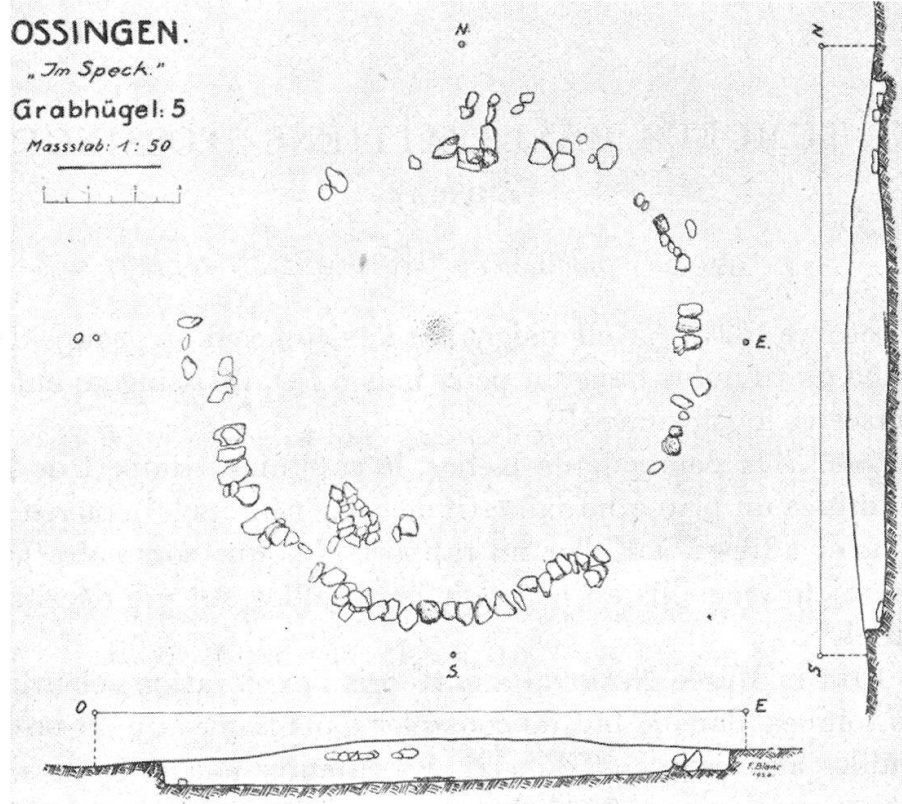 OSSINGEN.
„Im Speck."
Grabhügel: 5
Massstab: 1 : 50
N.
O
E.
S.
N
S
O
E
F. Blanc